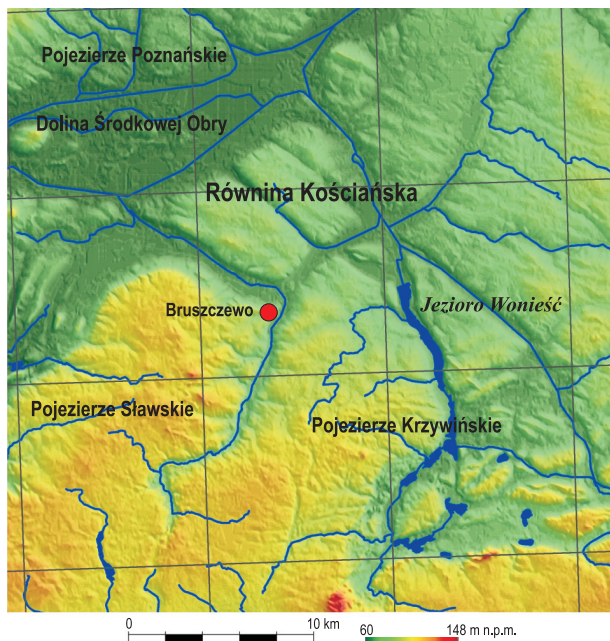 Pojezierze Poznańskie
Dolina Środkowej Obry
Równina Kościańska
Jezioro Wonieść
Bruszczewo
Pojezierze Sławskie
Pojezierze Krzywińskie
0 10 km
60 148 m n.p.m.